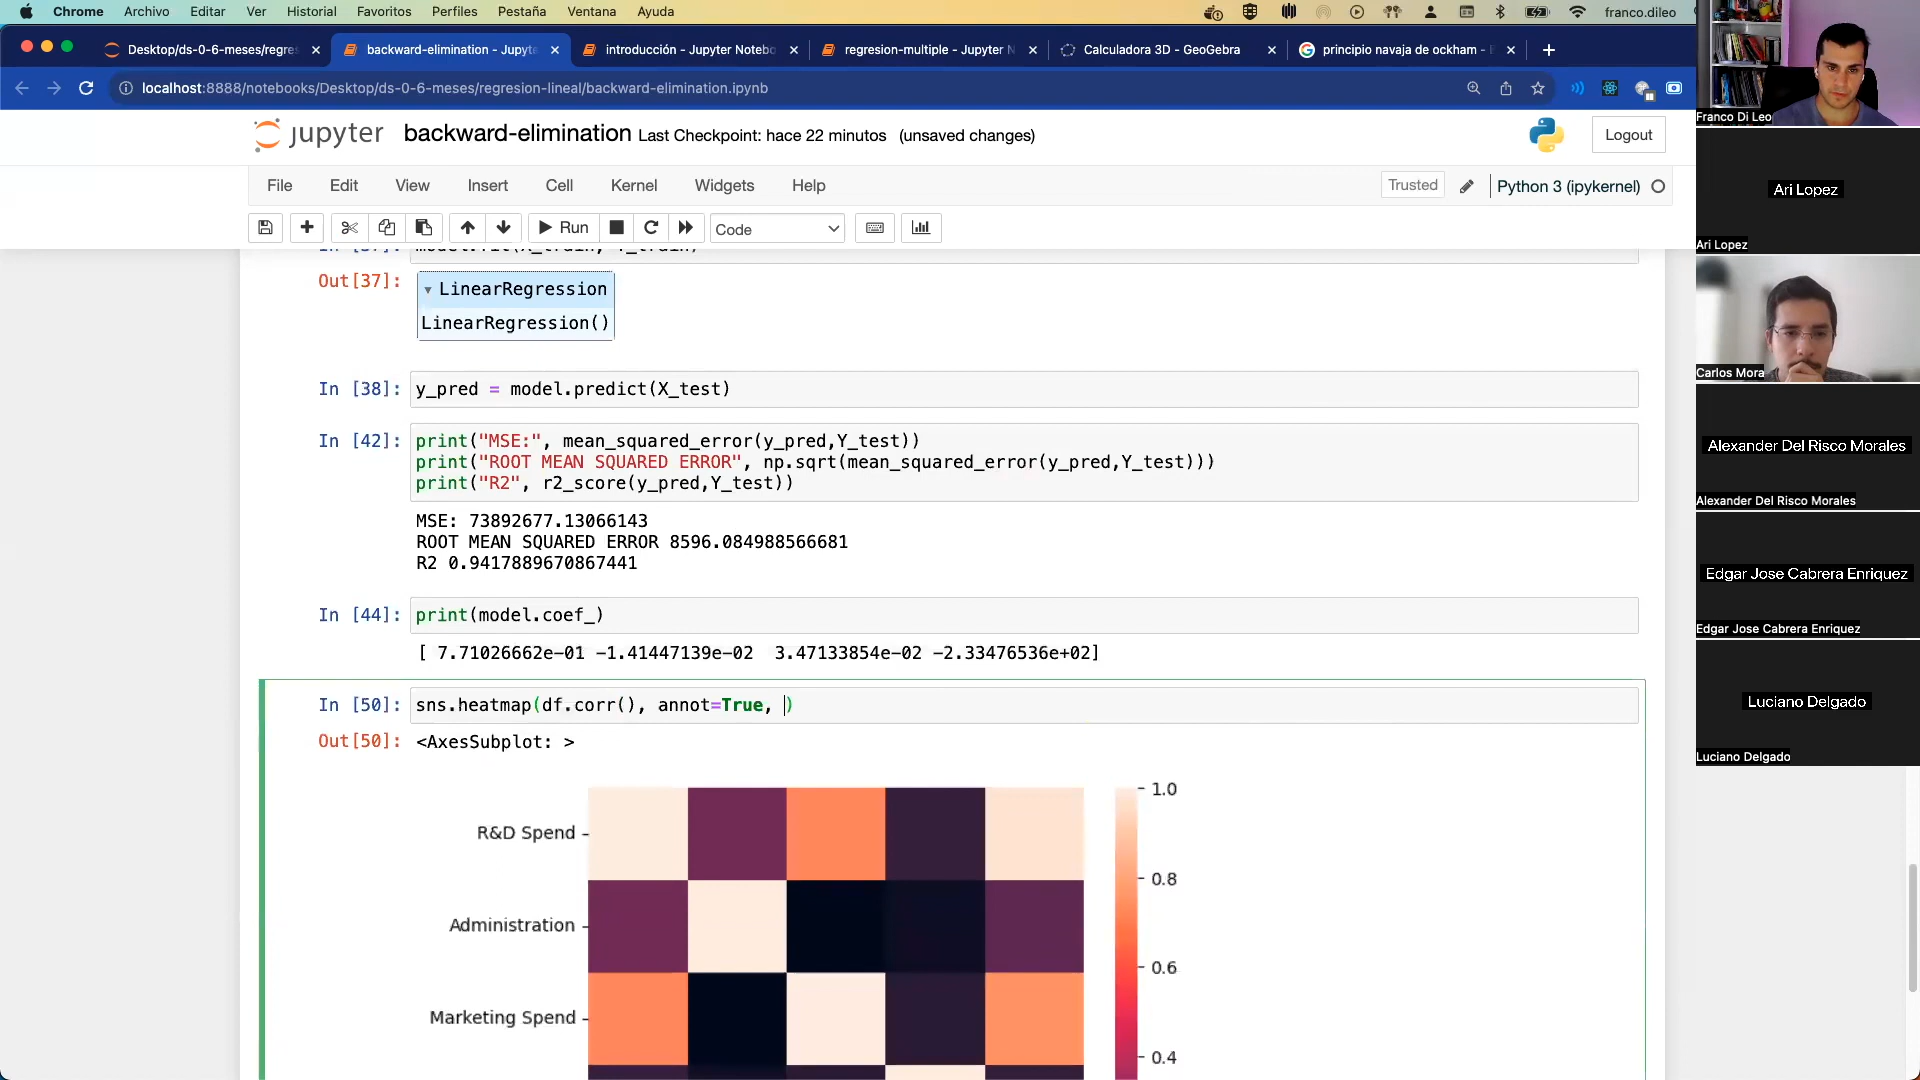 Chrome Archivo Editar Ver Historial Favoritos Perfiles Pestaña Ventana Ayuda franco.dileo
Desktop/ds-0-6-meses/regres
backward-elimination - Jupyte
introducción - Jupyter Notebo
regresion-multiple - Jupyter N
Calculadora 3D - GeoGebra
principio navaja de ockham -
localhost:8888/notebooks/Desktop/ds-0-6-meses/regresion-lineal/backward-elimination.ipynb
jupyter backward-elimination Last Checkpoint: hace 22 minutos (unsaved changes)
Logout
File Edit View Insert Cell Kernel Widgets Help
Trusted
Python 3 (ipykernel)
Run
Code
Out[37]:
LinearRegression
LinearRegression()
In [38]: y_pred = model.predict(X_test)
In [42]: print("MSE:", mean_squared_error(y_pred,Y_test))
print("ROOT MEAN SQUARED ERROR", np.sqrt(mean_squared_error(y_pred,Y_test)))
print("R2", r2_score(y_pred,Y_test))
MSE: 73892677.13066143
ROOT MEAN SQUARED ERROR 8596.084988566681
R2 0.9417889670867441
In [44]: print(model.coef_)
[ 7.71026662e-01 -1.41447139e-02  3.47133854e-02 -2.33476536e+02]
In [50]: sns.heatmap(df.corr(), annot=True, )
Out[50]: <AxesSubplot: >
R&D Spend
Administration
Marketing Spend
1.0
0.8
0.6
0.4
Franco Di Leo
Ari Lopez
Ari Lopez
Carlos Mora
Alexander Del Risco Morales
Alexander Del Risco Morales
Edgar Jose Cabrera Enriquez
Edgar Jose Cabrera Enriquez
Luciano Delgado
Luciano Delgado